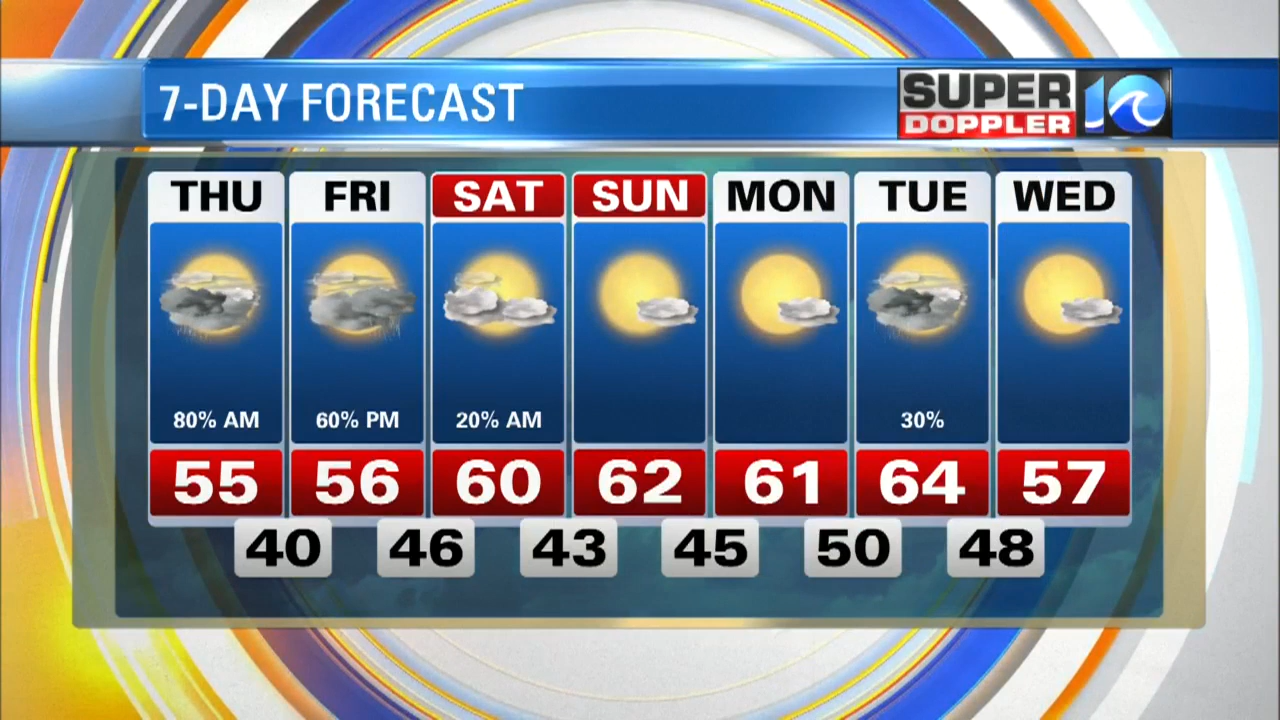 7-DAY FORECAST
SUPER
DOPPLER 10
THU FRI SAT SUN MON TUE WED
80% AM 60% PM 20% AM 30%
55 56 60 62 61 64 57
40 46 43 45 50 48